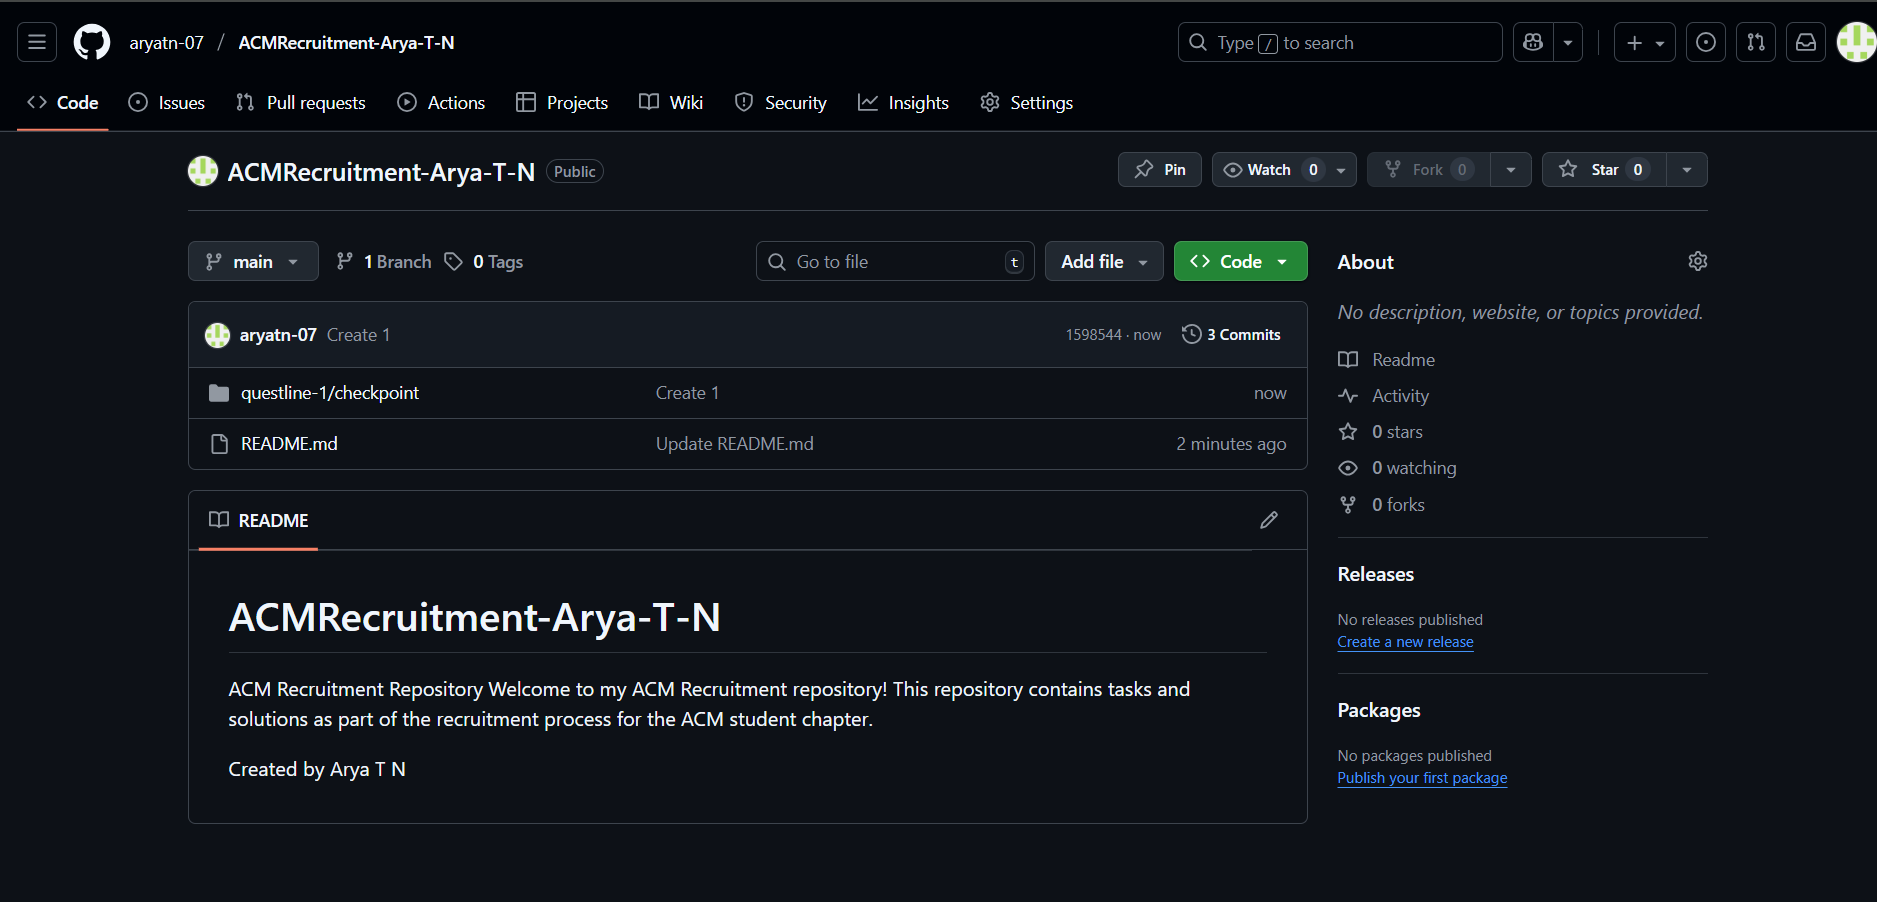 aryatn-07 / ACMRecruitment-Arya-T-N
Type / to search
Code Issues Pull requests Actions Projects Wiki Security Insights Settings
ACMRecruitment-Arya-T-N Public
Pin Watch 0 Fork 0 Star 0
main 1 Branch 0 Tags
Go to file t Add file Code
aryatn-07 Create 1 1598544 · now 3 Commits
questline-1/checkpoint Create 1 now
README.md Update README.md 2 minutes ago
README
ACMRecruitment-Arya-T-N
ACM Recruitment Repository Welcome to my ACM Recruitment repository! This repository contains tasks and
solutions as part of the recruitment process for the ACM student chapter.
Created by Arya T N
About
No description, website, or topics provided.
Readme
Activity
0 stars
0 watching
0 forks
Releases
No releases published
Create a new release
Packages
No packages published
Publish your first package